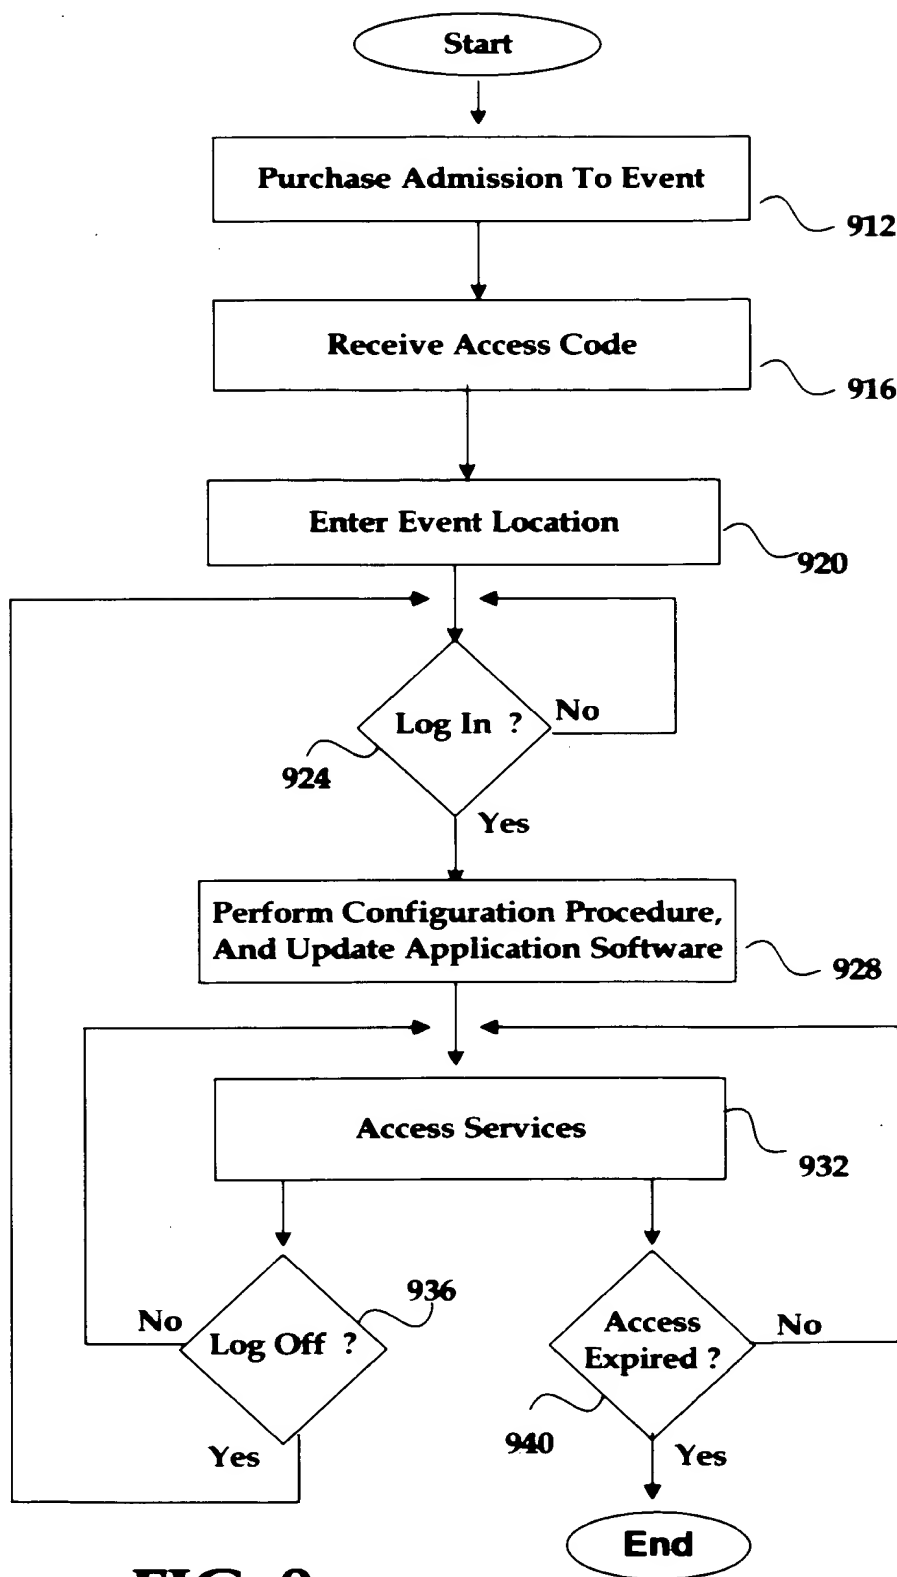 Start
Purchase Admission To Event
912
Receive Access Code
916
Enter Event Location
920
Log In ?
No
924
Yes
Perform Configuration Procedure,
And Update Application Software
928
Access Services
932
936
No
Log Off ?
Access
Expired ?
No
940
Yes
Yes
End